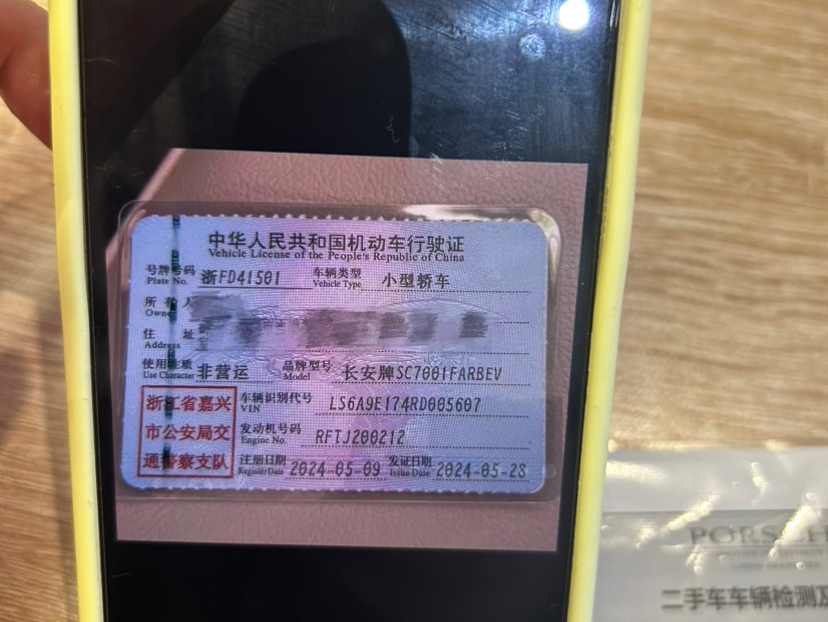 中华人民共和国机动车行驶证
Vehicle License of the People's Republic of China
号牌号码 浙FD41501 车辆类型 小型轿车
Plate No. Vehicle Type
所有人
Owner
住址
Address
使用性质 非营运 品牌型号 长安牌SC7001FARBEV
Use Character Model
浙江省嘉兴
市公安局交
通警察支队
车辆识别代号 LS6A9E174RD005607
VIN
发动机号码 RFTJ200212
Engine No.
注册日期 2024-05-09 发证日期 2024-05-28
Register Date Issue Date
PORSCH
二手车车辆检测及